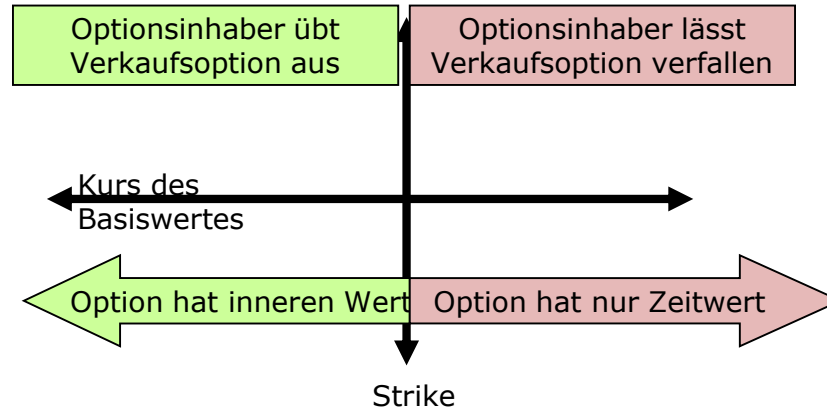 Optionsinhaber übt
Verkaufsoption aus
Optionsinhaber lässt
Verkaufsoption verfallen
Kurs des
Basiswertes
Option hat inneren Wert
Option hat nur Zeitwert
Strike